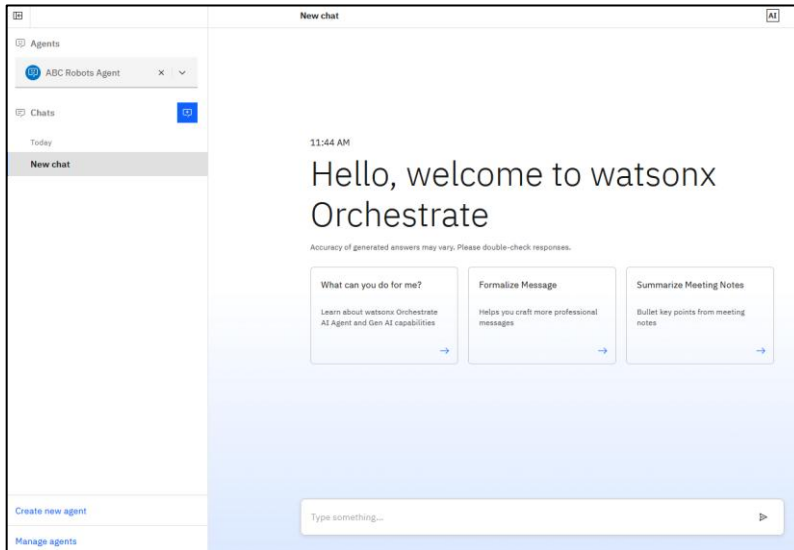 New chat
AI
Agents
ABC Robots Agent
Chats
Today
New chat
Create new agent
Manage agents
11:44 AM
Hello, welcome to watsonx
Orchestrate
Accuracy of generated answers may vary. Please double-check responses.
What can you do for me?
Learn about watsonx Orchestrate
AI Agent and Gen AI capabilities
Formalize Message
Helps you craft more professional
messages
Summarize Meeting Notes
Bullet key points from meeting
notes
Type something...